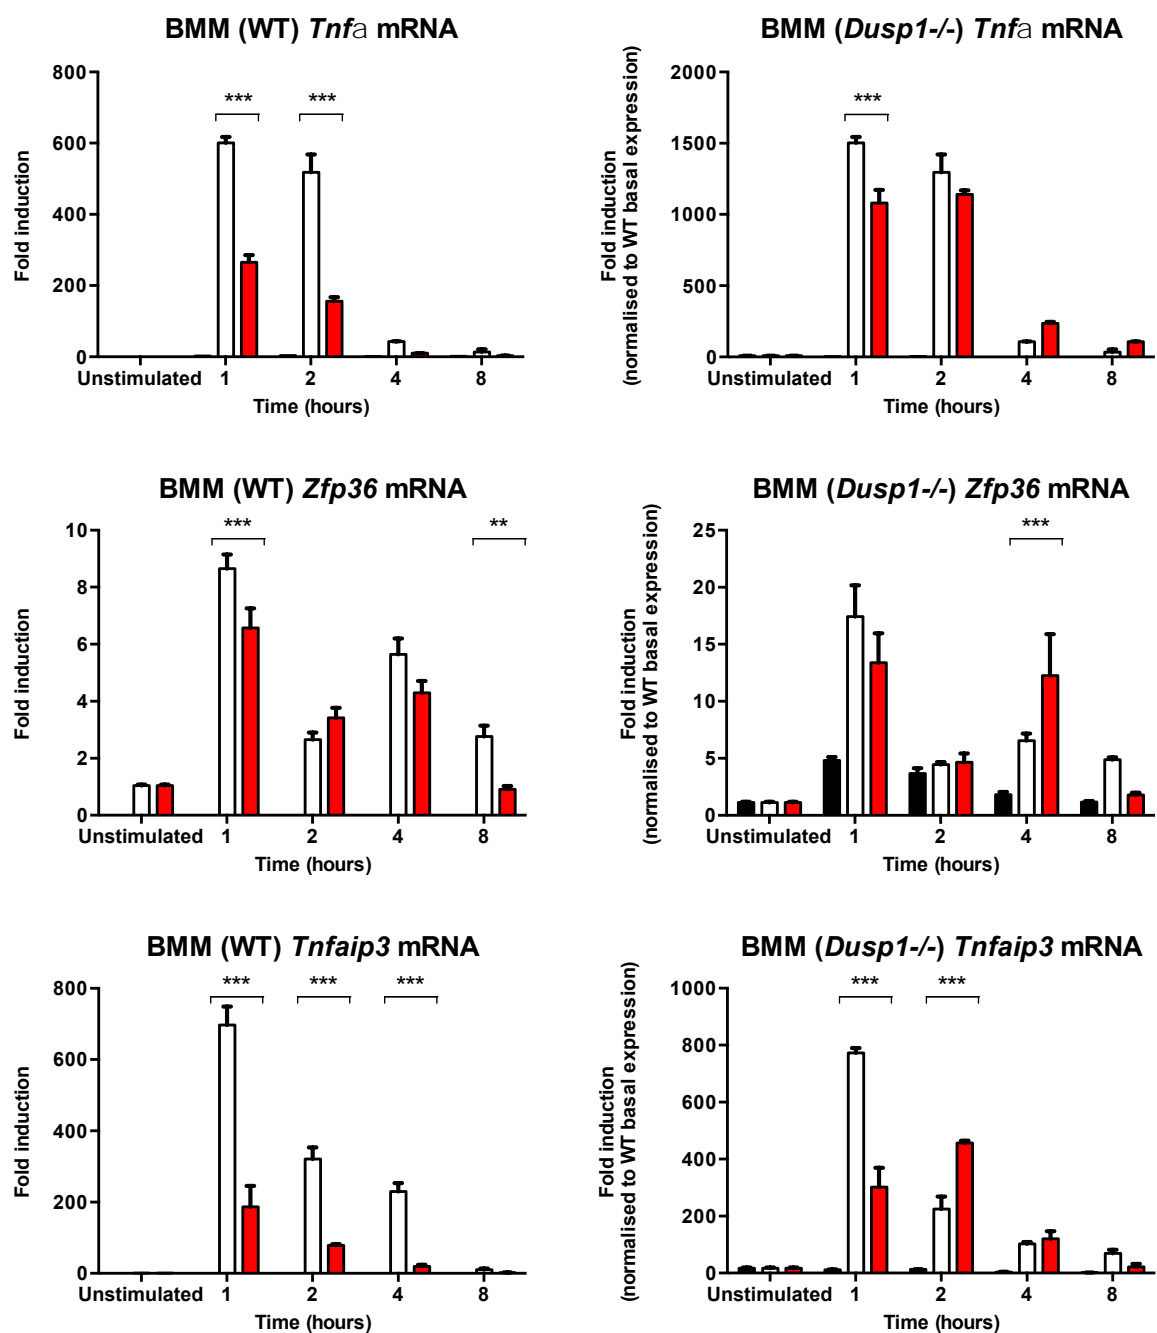 BMM (WT) Tnfa mRNA
800
600
400
200
0
Fold induction
***
***
Unstimulated 1 2 4 8
Time (hours)
BMM (Dusp1-/-) Tnfa mRNA
2000
1500
1000
500
0
Fold induction
(normalised to WT basal expression)
***
Unstimulated 1 2 4 8
Time (hours)
BMM (WT) Zfp36 mRNA
10
8
6
4
2
0
Fold induction
***
**
Unstimulated 1 2 4 8
Time (hours)
BMM (Dusp1-/-) Zfp36 mRNA
25
20
15
10
5
0
Fold induction
(normalised to WT basal expression)
***
Unstimulated 1 2 4 8
Time (hours)
BMM (WT) Tnfaip3 mRNA
800
600
400
200
0
Fold induction
***
***
***
Unstimulated 1 2 4 8
Time (hours)
BMM (Dusp1-/-) Tnfaip3 mRNA
1000
800
600
400
200
0
Fold induction
(normalised to WT basal expression)
***
***
Unstimulated 1 2 4 8
Time (hours)